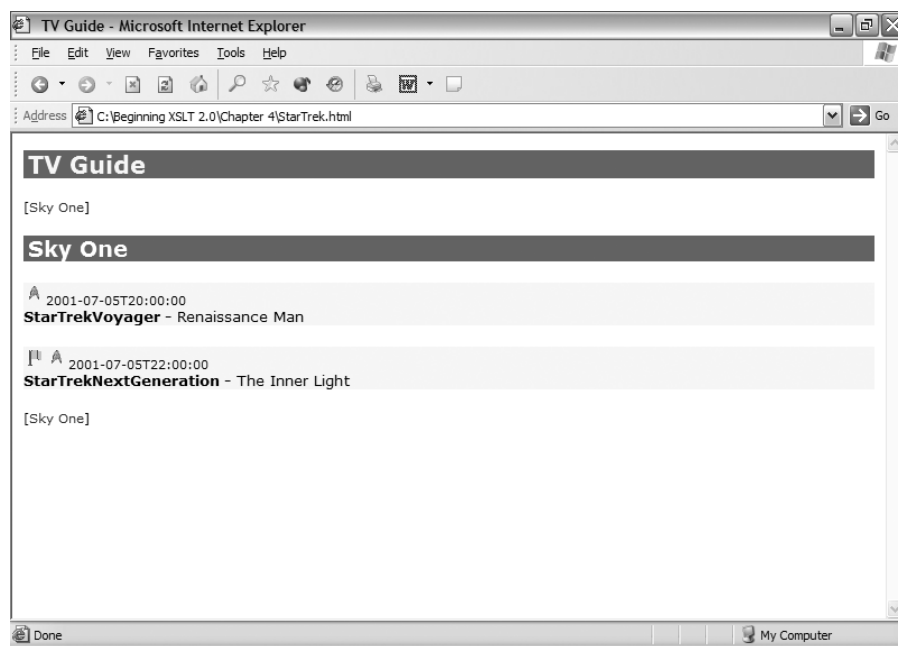 TV Guide - Microsoft Internet Explorer
File Edit View Favorites Tools Help
W
Address C:\Beginning XSLT 2.0\Chapter 4\StarTrek.html Go
TV Guide
[Sky One]
Sky One
2001-07-05T20:00:00
StarTrekVoyager - Renaissance Man
2001-07-05T22:00:00
StarTrekNextGeneration - The Inner Light
[Sky One]
Done My Computer